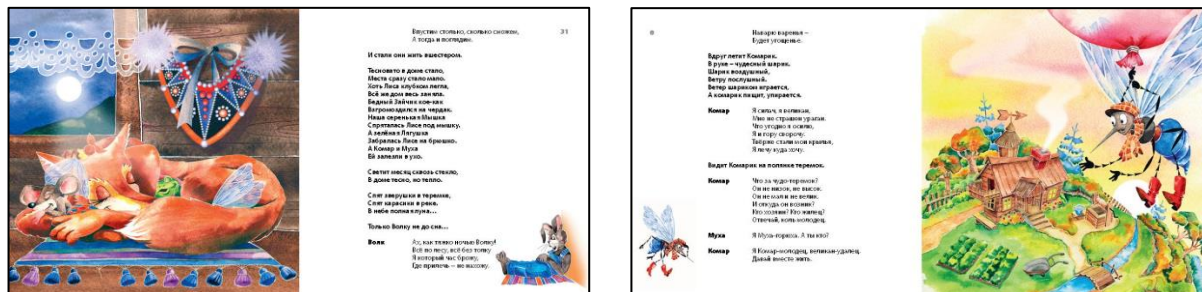 Впустим столько, сколько сможем,
А тогда и поглядим.
31
И стали они жить вшестером.
Тесновато в доме стало,
Места сразу стало мало.
Хоть Лиса клубком легла,
Всё же дом весь заняла.
Бедный Зайчик кое-как
Взгромоздился на чердак.
Наша серенькая Мышка
Спряталась Лисе под мышку.
А зелёная Лягушка
Забралась Лисе на брюшко.
А Комар и Муха
Ей залезли в ухо.
Светит месяц сквозь стекло,
В доме тесно, но тепло.
Спят зверушки в теремке,
Спят карасики в реке.
В небе полная луна...
Только Волку не до сна...
Волк Ах, как тяжко ночью Волку!
Всё по лесу, всё без толку
Я который час брожу,
Где прилечь – не нахожу.
8
Наварю варенья –
Будет угощенье.
Вдруг летит Комарик.
В руке – чудесный шарик.
Шарик воздушный,
Ветру послушный.
Ветер шариком играется,
А комарик пищит, упирается.
Комар Я силач, я великан,
Мне не страшен ураган.
Что угодно я осилю,
Я и гору сворочу.
Твёрже стали мои крылья,
Я лечу куда хочу.
Видит Комарик на полянке теремок.
Комар Что за чудо-теремок?
Он не низок, не высок.
Он не мал и не велик.
И откуда он возник?
Кто хозяин? Кто жилец?
Отвечай, коль молодец.
Муха Я Муха-горюха. А ты кто?
Комар Я Комар-молодец, великан-удалец.
Давай вместе жить.